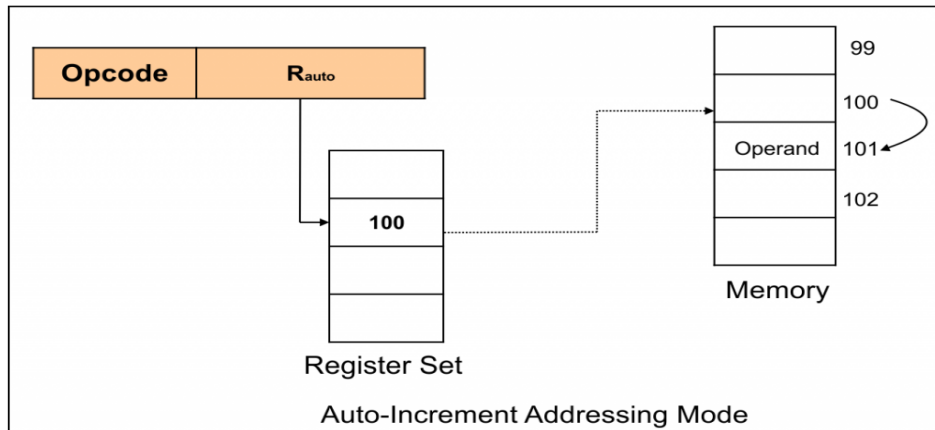 Opcode
Rauto
99
100
Operand
101
102
100
Memory
Register Set
Auto-Increment Addressing Mode